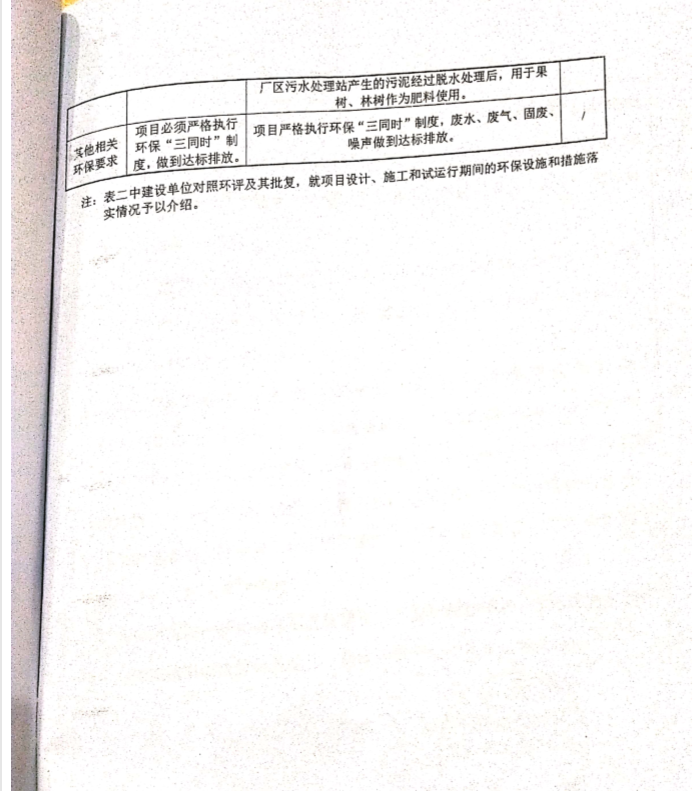 厂区污水处理站产生的污泥经过脱水处理后，用于果
树、林树作为肥料使用。
其他相关
环保要求
项目必须严格执行
环保“三同时”制
度，做到达标排放。
项目严格执行环保“三同时”制度，废水、废气、固废、
噪声做到达标排放。
/
注：表二中建设单位对照环评及其批复，就项目设计、施工和试运行期间的环保设施和措施落
实情况予以介绍。